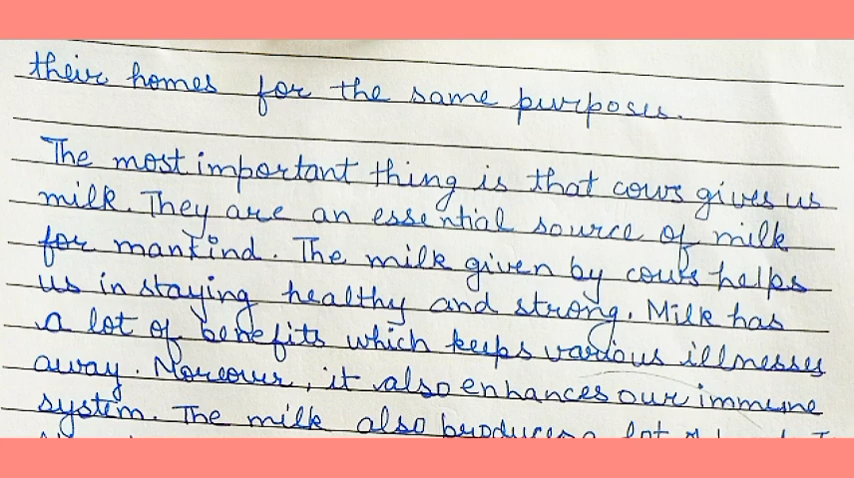 their homes for the same purposes.
The most important thing is that cows gives us
milk. They are an essential source of milk
for mankind. The milk given by cows helps
us in staying healthy and strong. Milk has
a lot of benefits which keeps various illnesses
away. Moreover, it also enhances our immune
system. The milk also produces a lot